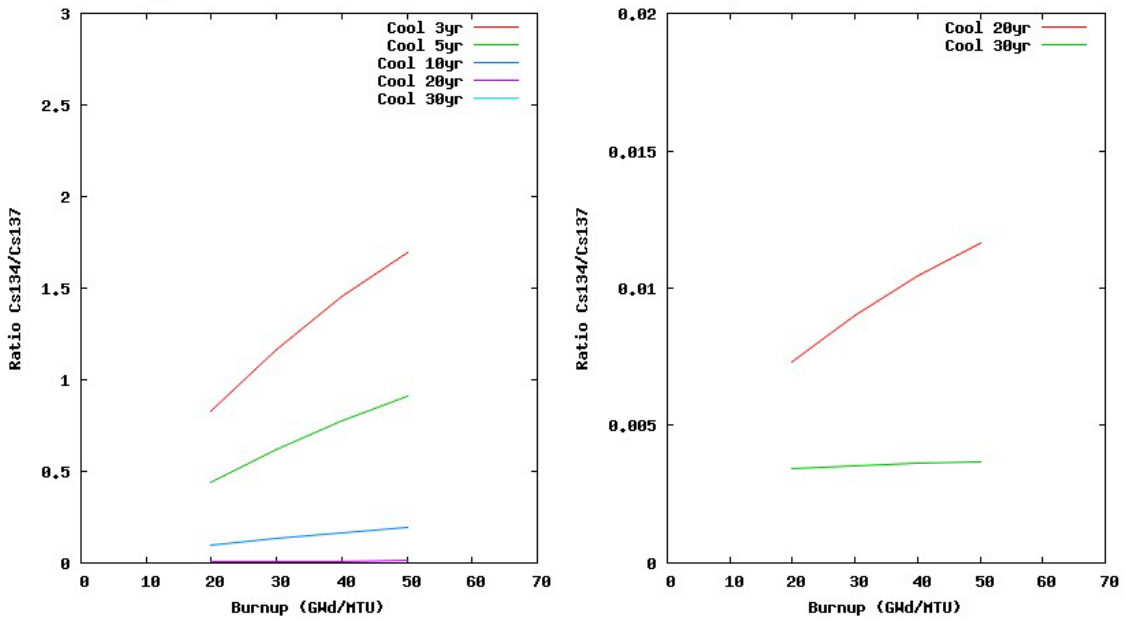 3
2.5
2
1.5
1
0.5
0
Ratio Cs134/Cs137
Cool 3yr
Cool 5yr
Cool 10yr
Cool 20yr
Cool 30yr
0 10 20 30 40 50 60 70
Burnup (GWd/MTU)
0.02
0.015
0.01
0.005
0
Ratio Cs134/Cs137
Cool 20yr
Cool 30yr
0 10 20 30 40 50 60 70
Burnup (GWd/MTU)